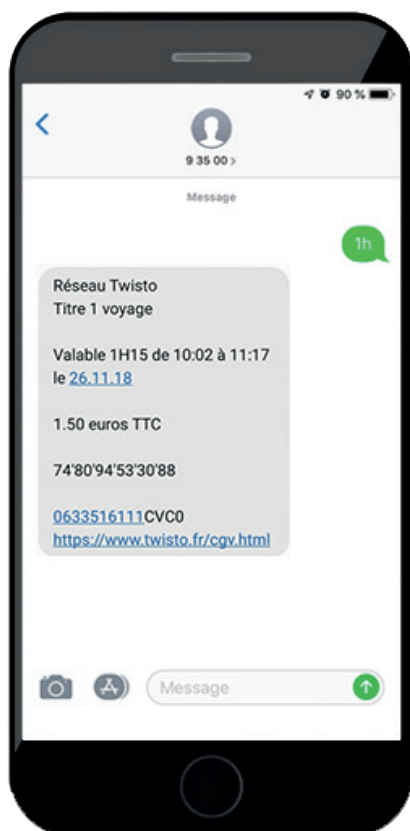 90 %
9 35 00 >
Message
1h
Réseau Twisto
Titre 1 voyage
Valable 1H15 de 10:02 à 11:17
le 26.11.18
1.50 euros TTC
74'80'94'53'30'88
0633516111CVC0
https://www.twisto.fr/cgv.html
Message